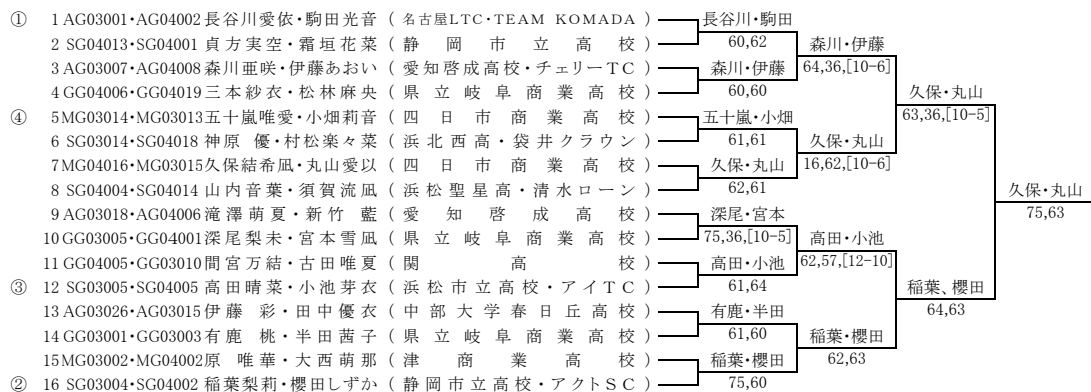 ① 1 AG03001・AG04002 長谷川愛依・駒田光音 ( 名古屋LTC・TEAM KOMADA )
2 SG04013・SG04001 貞方実空・霜垣花菜 ( 静岡市立高校 )
3 AG03007・AG04008 森川亜咲・伊藤あおい ( 愛知啓成高校・チェリーTC )
4 GG04006・GG04019 三本紗衣・松林麻央 ( 県立岐阜商業高校 )
④ 5 MG03014・MG03013 五十嵐唯愛・小畑莉音 ( 四日市商業高校 )
6 SG03014・SG04018 神原 優・村松楽々菜 ( 浜北西高・袋井クラウン )
7 MG04016・MG03015 久保結希凪・丸山愛以 ( 四日市商業高校 )
8 SG04004・SG04014 山内音葉・須賀流凪 ( 浜松聖星高・清水ローン )
9 AG03018・AG04006 滝澤萌夏・新竹 藍 ( 愛知啓成高校 )
10 GG03005・GG04001 深尾梨未・宮本雪凪 ( 県立岐阜商業高校 )
11 GG04005・GG03010 間宮万結・古田唯夏 ( 関高校 )
③ 12 SG03005・SG04005 高田晴菜・小池芽衣 ( 浜松市立高校・アイTC )
13 AG03026・AG03015 伊藤 彩・田中優衣 ( 中部大学春日丘高校 )
14 GG03001・GG03003 有鹿 桃・半田茜子 ( 県立岐阜商業高校 )
15 MG03002・MG04002 原 唯華・大西萌那 ( 津商業高校 )
② 16 SG03004・SG04002 稲葉梨莉・櫻田しずか ( 静岡市立高校・アクトSC )
長谷川・駒田
60,62
森川・伊藤
60,60
五十嵐・小畑
61,61
久保・丸山
62,61
深尾・宮本
75,36,[10-5]
高田・小池
61,64
有鹿・半田
61,60
稲葉・櫻田
75,60
森川・伊藤
64,36,[10-6]
久保・丸山
16,62,[10-6]
高田・小池
62,57,[12-10]
稲葉・櫻田
62,63
久保・丸山
63,36,[10-5]
稲葉、櫻田
64,63
久保・丸山
75,63